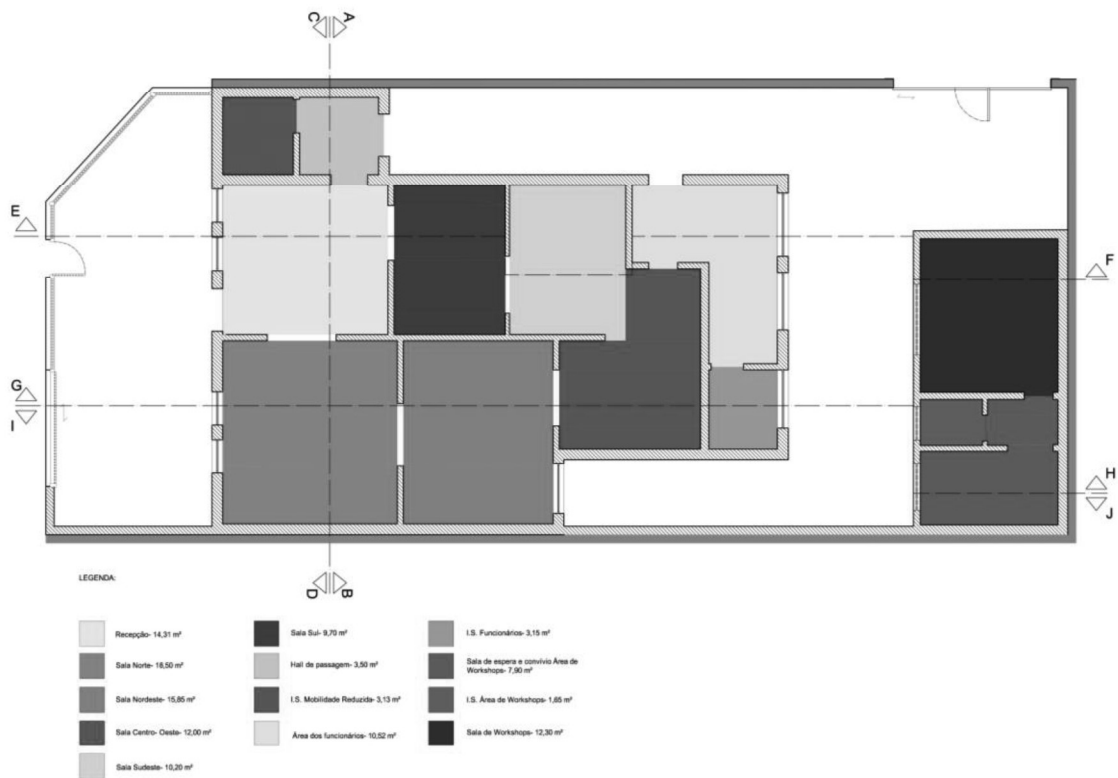 C A
E
F
G
I
H
J
D B
LEGENDA:
Recepção- 14,31 m²
Sala Norte- 18,50 m²
Sala Nordeste- 15,85 m²
Sala Centro- Oeste- 12,00 m²
Sala Sudeste- 10,20 m²
Sala Sul- 9,70 m²
Hall de passagem- 3,50 m²
I.S. Mobilidade Reduzida- 3,13 m²
Área dos funcionários- 10,52 m²
I.S. Funcionários- 3,15 m²
Sala de espera e convívio Área de
Workshops- 7,90 m²
I.S. Área de Workshops- 1,65 m²
Sala de Workshops- 12,30 m²